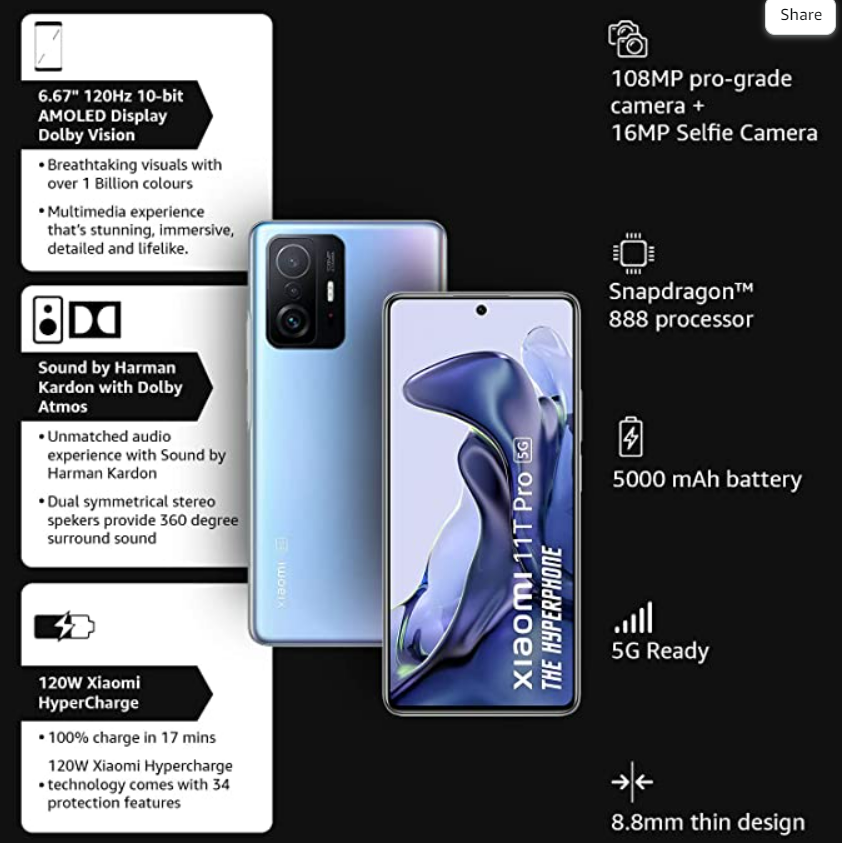 Share
6.67" 120Hz 10-bit
AMOLED Display
Dolby Vision
• Breathtaking visuals with
over 1 Billion colours
• Multimedia experience
that's stunning, immersive,
detailed and lifelike.
Sound by Harman
Kardon with Dolby
Atmos
• Unmatched audio
experience with Sound by
Harman Kardon
• Dual symmetrical stereo
spekers provide 360 degree
surround sound
120W Xiaomi
HyperCharge
• 100% charge in 17 mins
120W Xiaomi Hypercharge
• technology comes with 34
protection features
xiaomi 5G
xiaomi 11T Pro 5G
THE HYPERPHONE
108MP pro-grade
camera +
16MP Selfie Camera
Snapdragon™
888 processor
5000 mAh battery
5G Ready
8.8mm thin design